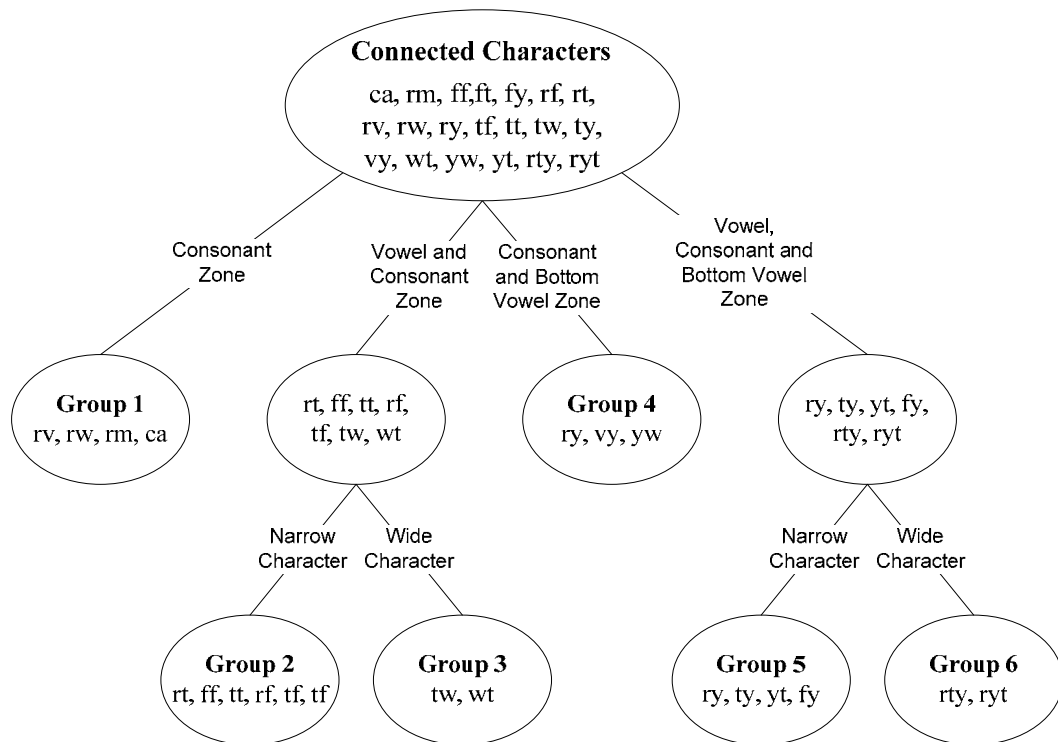 Connected Characters
ca, rm, ff,ft, fy, rf, rt,
rv, rw, ry, tf, tt, tw, ty,
vy, wt, yw, yt, rty, ryt
Consonant
Zone
Vowel and
Consonant
Zone
Consonant
and Bottom
Vowel Zone
Vowel,
Consonant and
Bottom Vowel
Zone
Group 1
rv, rw, rm, ca
rt, ff, tt, rf,
tf, tw, wt
Group 4
ry, vy, yw
ry, ty, yt, fy,
rty, ryt
Narrow
Character
Wide
Character
Narrow
Character
Wide
Character
Group 2
rt, ff, tt, rf, tf, tf
Group 3
tw, wt
Group 5
ry, ty, yt, fy
Group 6
rty, ryt